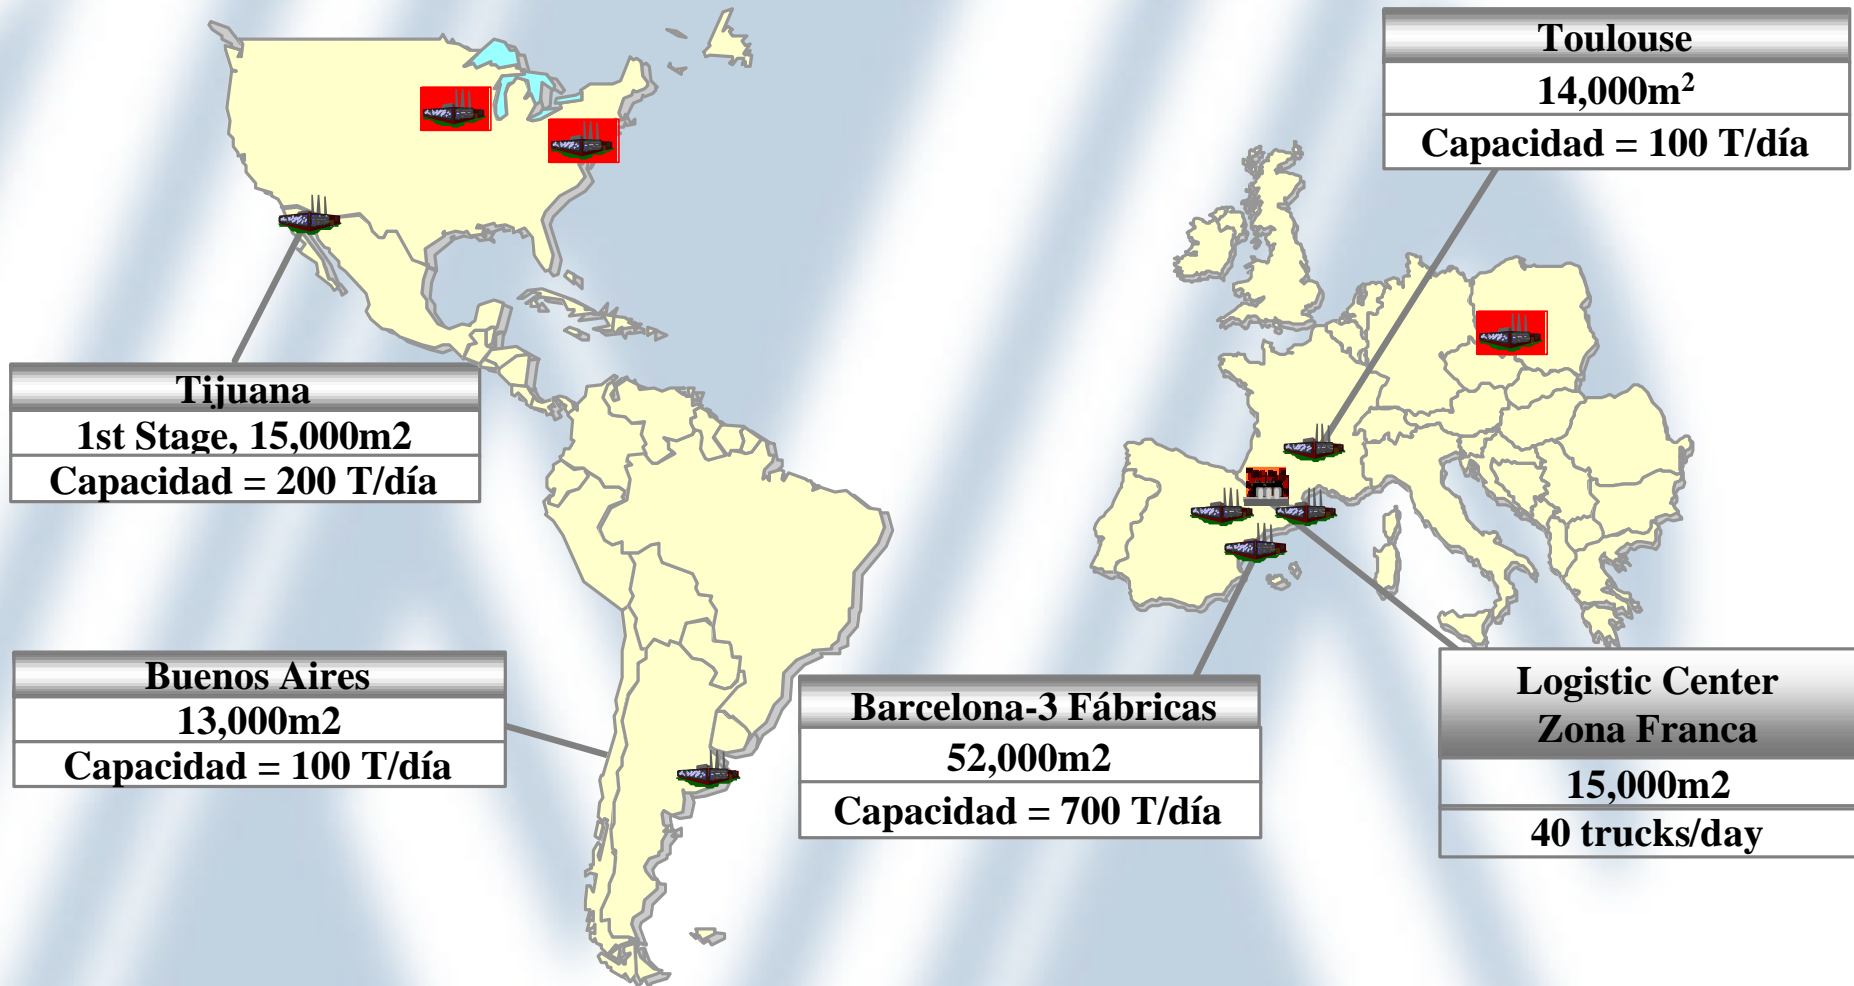 Toulouse
14,000m²
Capacidad = 100 T/día
Tijuana
1st Stage, 15,000m2
Capacidad = 200 T/día
Buenos Aires
13,000m2
Capacidad = 100 T/día
Barcelona-3 Fábricas
52,000m2
Capacidad = 700 T/día
Logistic Center
Zona Franca
15,000m2
40 trucks/day